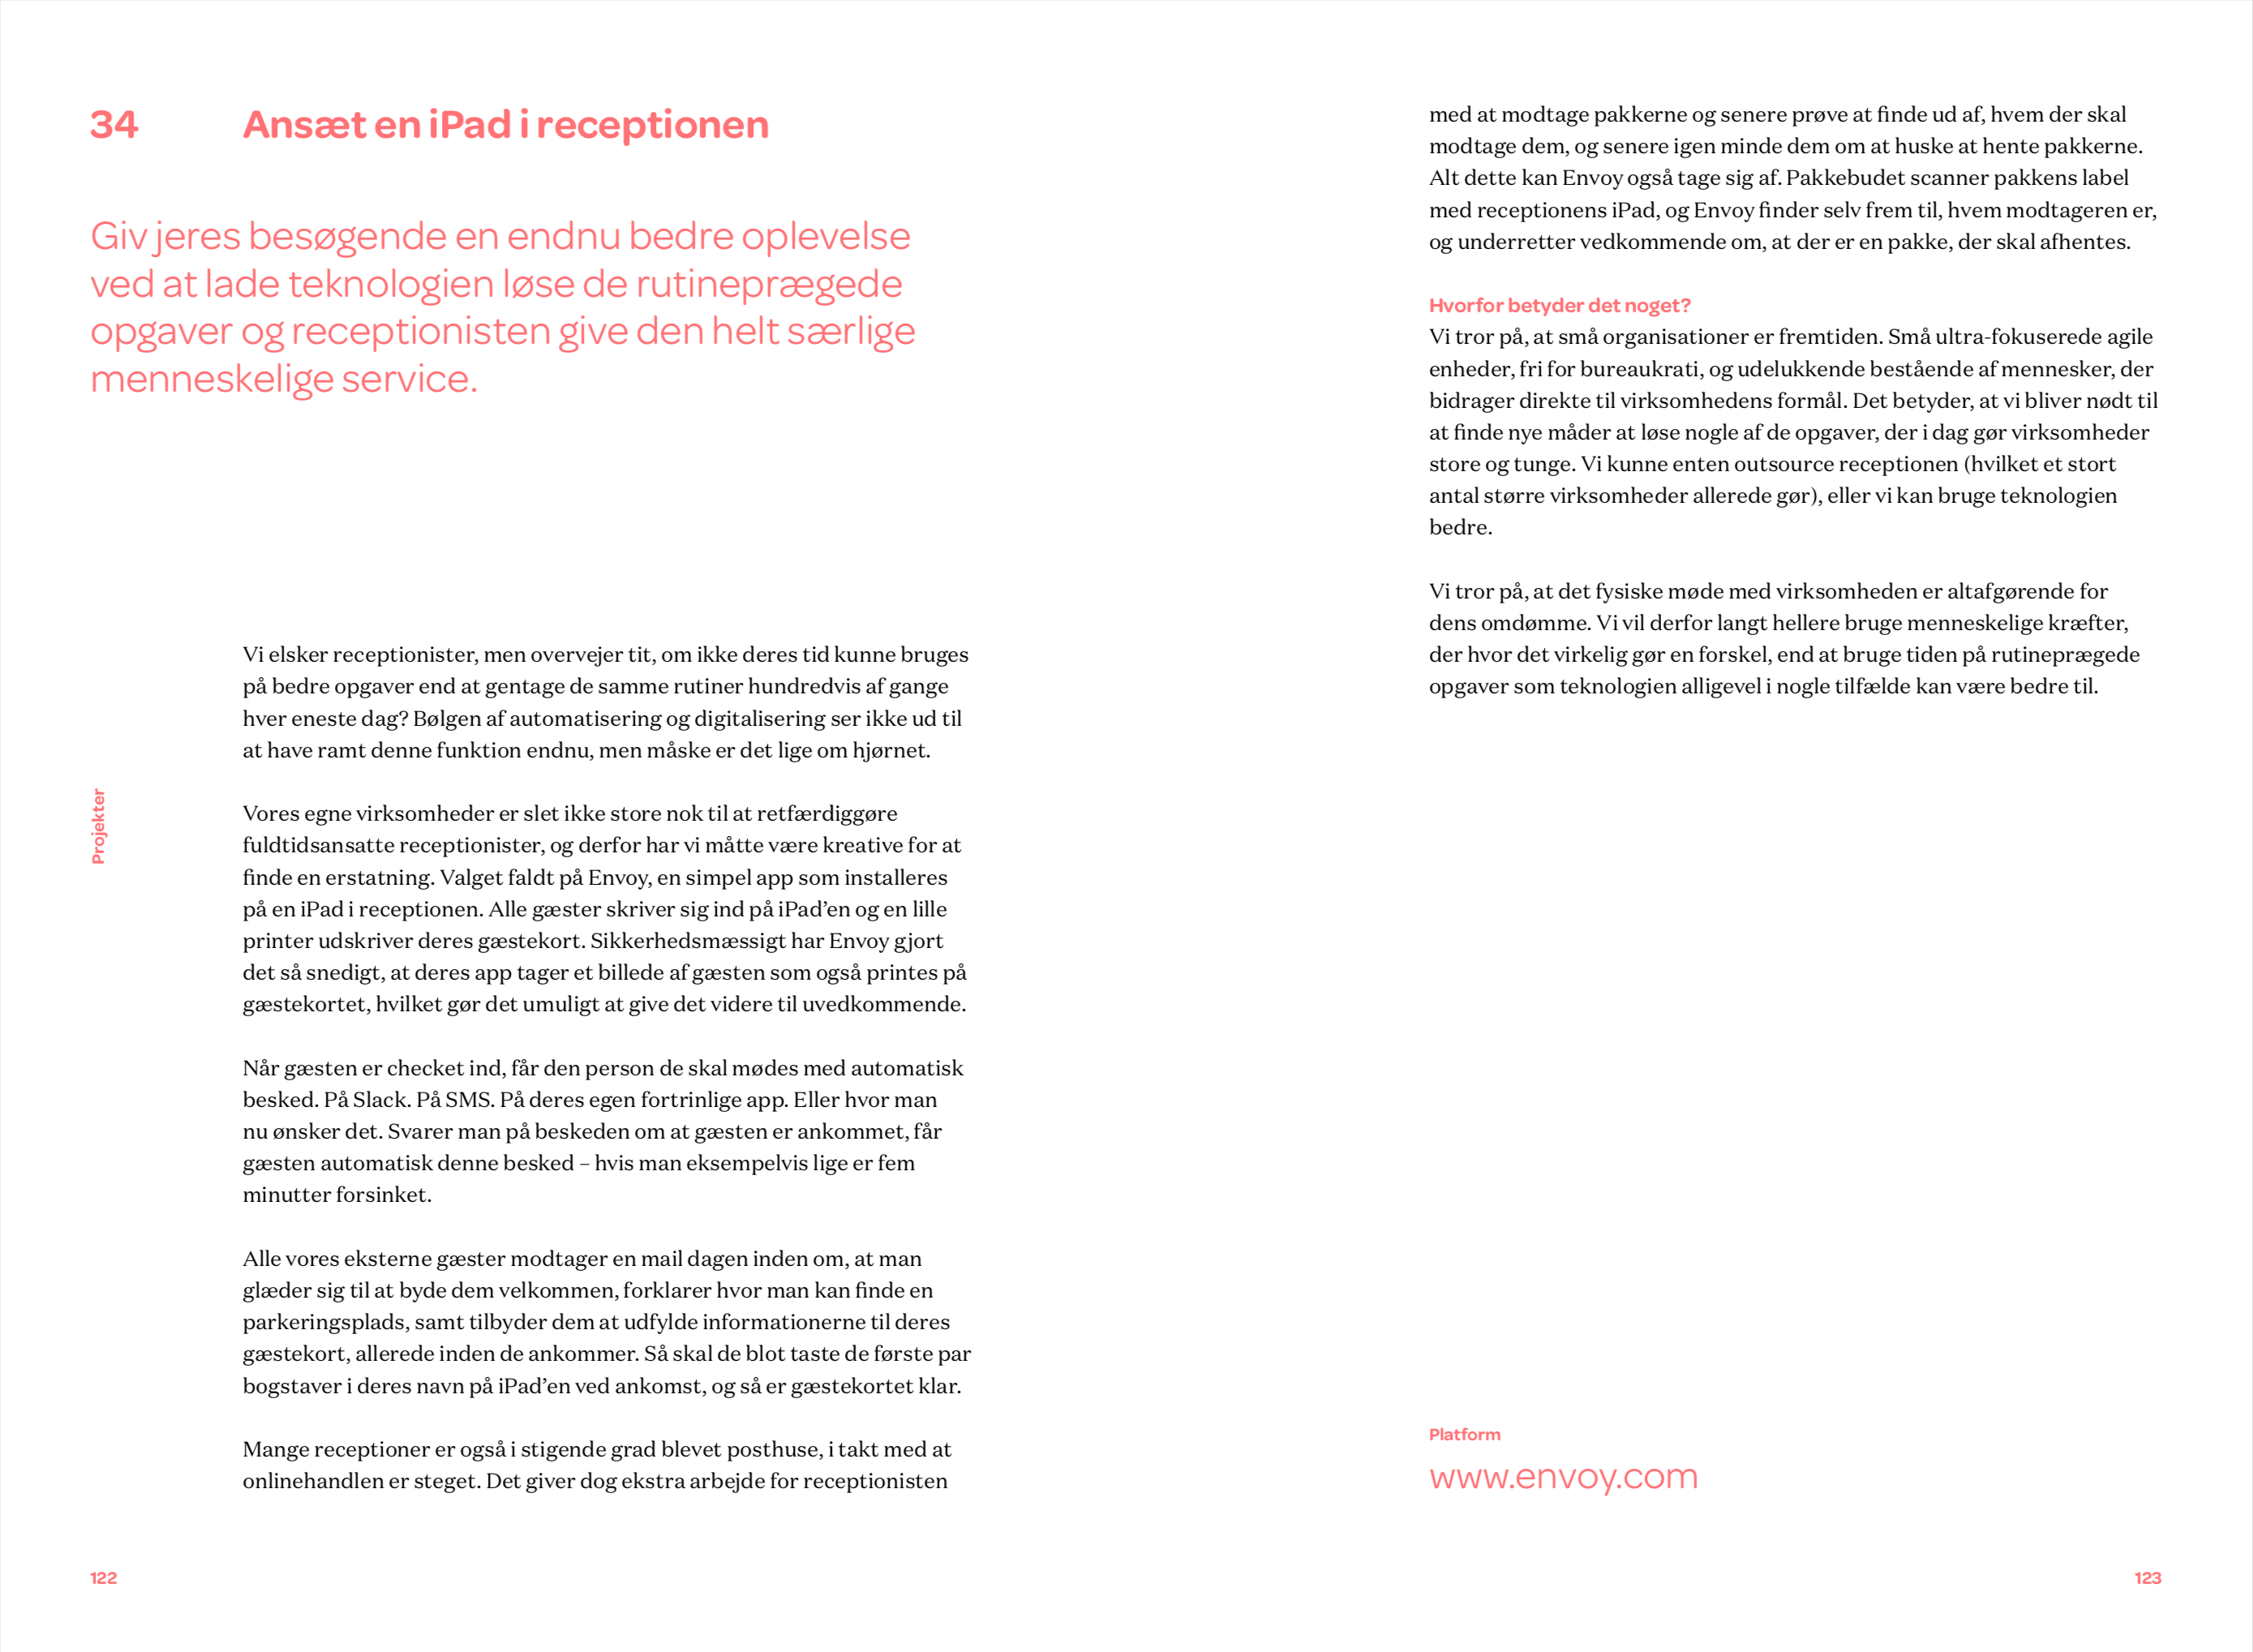 34 Ansæt en iPad i receptionen
Giv jeres besøgende en endnu bedre oplevelse
ved at lade teknologien løse de rutineprægede
opgaver og receptionisten give den helt særlige
menneskelige service.
Projekter
Vi elsker receptionister, men overvejer tit, om ikke deres tid kunne bruges
på bedre opgaver end at gentage de samme rutiner hundredvis af gange
hver eneste dag? Bølgen af automatisering og digitalisering ser ikke ud til
at have ramt denne funktion endnu, men måske er det lige om hjørnet.
Vores egne virksomheder er slet ikke store nok til at retfærdiggøre
fuldtidsansatte receptionister, og derfor har vi måtte være kreative for at
finde en erstatning. Valget faldt på Envoy, en simpel app som installeres
på en iPad i receptionen. Alle gæster skriver sig ind på iPad’en og en lille
printer udskriver deres gæstekort. Sikkerhedsmæssigt har Envoy gjort
det så snedigt, at deres app tager et billede af gæsten som også printes på
gæstekortet, hvilket gør det umuligt at give det videre til uvedkommende.
Når gæsten er checket ind, får den person de skal mødes med automatisk
besked. På Slack. På SMS. På deres egen fortrinlige app. Eller hvor man
nu ønsker det. Svarer man på beskeden om at gæsten er ankommet, får
gæsten automatisk denne besked – hvis man eksempelvis lige er fem
minutter forsinket.
Alle vores eksterne gæster modtager en mail dagen inden om, at man
glæder sig til at byde dem velkommen, forklarer hvor man kan finde en
parkeringsplads, samt tilbyder dem at udfylde informationerne til deres
gæstekort, allerede inden de ankommer. Så skal de blot taste de første par
bogstaver i deres navn på iPad’en ved ankomst, og så er gæstekortet klar.
Mange receptioner er også i stigende grad blevet posthuse, i takt med at
onlinehandlen er steget. Det giver dog ekstra arbejde for receptionisten
122
med at modtage pakkerne og senere prøve at finde ud af, hvem der skal
modtage dem, og senere igen minde dem om at huske at hente pakkerne.
Alt dette kan Envoy også tage sig af. Pakkebudet scanner pakkens label
med receptionens iPad, og Envoy finder selv frem til, hvem modtageren er,
og underretter vedkommende om, at der er en pakke, der skal afhentes.
Hvorfor betyder det noget?
Vi tror på, at små organisationer er fremtiden. Små ultra-fokuserede agile
enheder, fri for bureaukrati, og udelukkende bestående af mennesker, der
bidrager direkte til virksomhedens formål. Det betyder, at vi bliver nødt til
at finde nye måder at løse nogle af de opgaver, der i dag gør virksomheder
store og tunge. Vi kunne enten outsource receptionen (hvilket et stort
antal større virksomheder allerede gør), eller vi kan bruge teknologien
bedre.
Vi tror på, at det fysiske møde med virksomheden er altafgørende for
dens omdømme. Vi vil derfor langt hellere bruge menneskelige kræfter,
der hvor det virkelig gør en forskel, end at bruge tiden på rutineprægede
opgaver som teknologien alligevel i nogle tilfælde kan være bedre til.
Platform
www.envoy.com
123